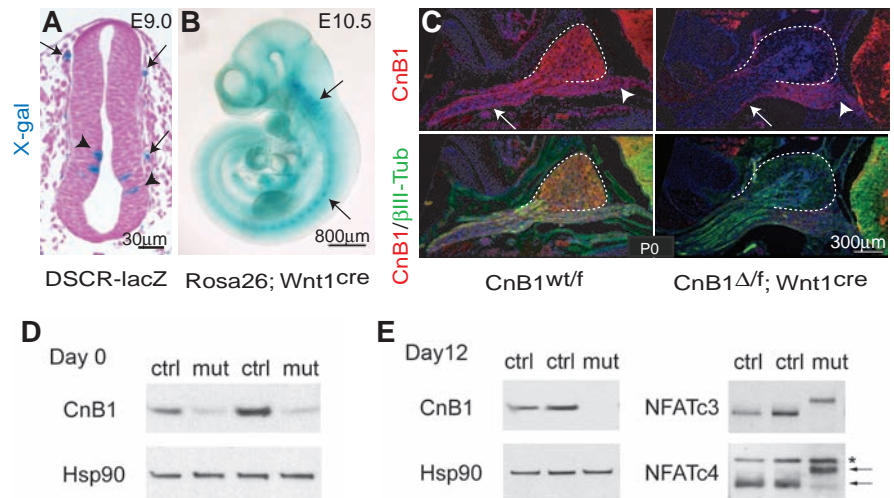 A
E9.0
X-gal
30µm
DSCR-lacZ
B
E10.5
800µm
Rosa26; Wnt1cre
C
CnB1
CnB1/βIII-Tub
P0
300µm
CnB1wt/f
CnB1Δ/f; Wnt1cre
D
Day 0
ctrl mut ctrl mut
CnB1
Hsp90
E
Day12
ctrl ctrl mut
CnB1
Hsp90
ctrl ctrl mut
NFATc3
NFATc4
*